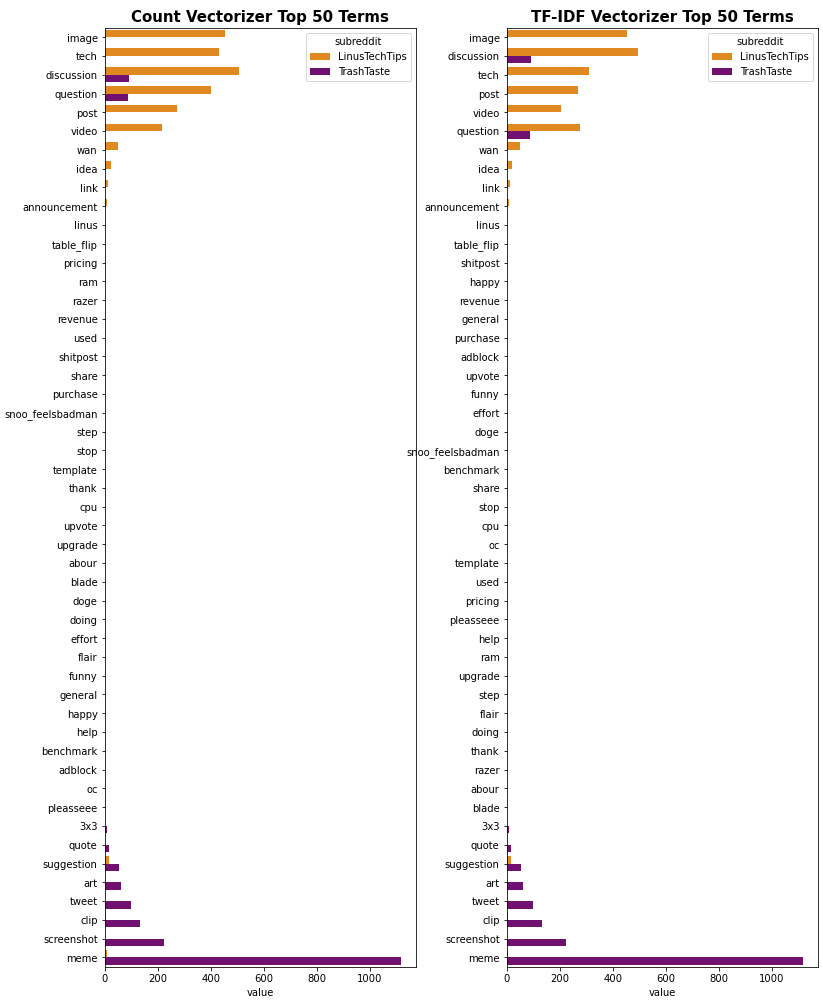 Count Vectorizer Top 50 Terms
subreddit
LinusTechTips
TrashTaste
image
tech
discussion
question
post
video
wan
idea
link
announcement
linus
table_flip
pricing
ram
razer
revenue
used
shitpost
share
purchase
snoo_feelsbadman
step
stop
template
thank
cpu
upvote
upgrade
abour
blade
doge
doing
effort
flair
funny
general
happy
help
benchmark
adblock
oc
pleasseee
3x3
quote
suggestion
art
tweet
clip
screenshot
meme
0 200 400 600 800 1000
value
TF-IDF Vectorizer Top 50 Terms
subreddit
LinusTechTips
TrashTaste
image
discussion
tech
post
video
question
wan
idea
link
announcement
linus
table_flip
shitpost
happy
revenue
general
purchase
adblock
upvote
funny
effort
doge
snoo_feelsbadman
benchmark
share
stop
cpu
oc
template
used
pricing
pleasseee
help
ram
upgrade
step
flair
doing
thank
razer
abour
blade
3x3
quote
suggestion
art
tweet
clip
screenshot
meme
0 200 400 600 800 1000
value